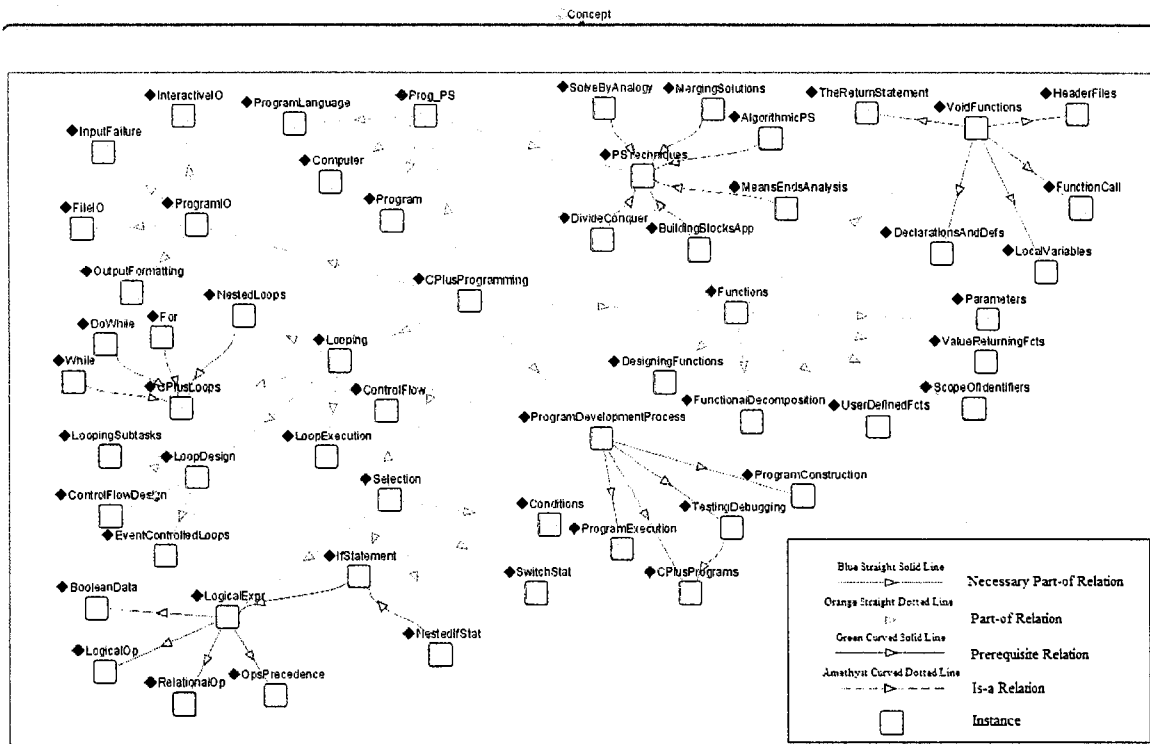 Concept
◆SolveByAnalogy ◆MergingSolutions
◆InteractiveIO ◆ProgramLanguage ◆Prog_PS ◆TheReturnStatement ◆VoidFunctions ◆HeaderFiles
◆InputFailure ◆AlgorithmicPS
◆Computer ◆PSTechniques
◆FileIO ◆ProgramIO ◆Program ◆MeansEndsAnalysis ◆FunctionCall
◆DivideConquer ◆BuildingBlocksApp ◆DeclarationsAndDefs
◆LocalVariables
◆OutputFormatting ◆NestedLoops ◆CPlusProgramming ◆Functions ◆Parameters
◆DoWhile ◆For ◆Looping
◆While ◆CPlusLoops ◆ControlFlow ◆DesigningFunctions ◆ValueReturningFcts
◆FunctionalDecomposition ◆UserDefinedFcts ◆ScopeOfIdentifiers
◆ProgramDevelopmentProcess
◆LoopingSubtasks ◆LoopDesign ◆LoopExecution
◆ControlFlowDesign ◆Selection ◆ProgramConstruction
◆Conditions ◆TestingDebugging
◆EventControlledLoops ◆ProgramExecution
◆IfStatement ◆SwitchStat ◆CPlusPrograms
◆BooleanData ◆LogicalExpr
◆LogicalOp ◆NestedIfStat
◆RelationalOp ◆OpsPrecedence
Blue Straight Solid Line
Necessary Part-of Relation
Orange Straight Dotted Line
Part-of Relation
Green Curved Solid Line
Prerequisite Relation
Amethyst Curved Dotted Line
Is-a Relation
Instance